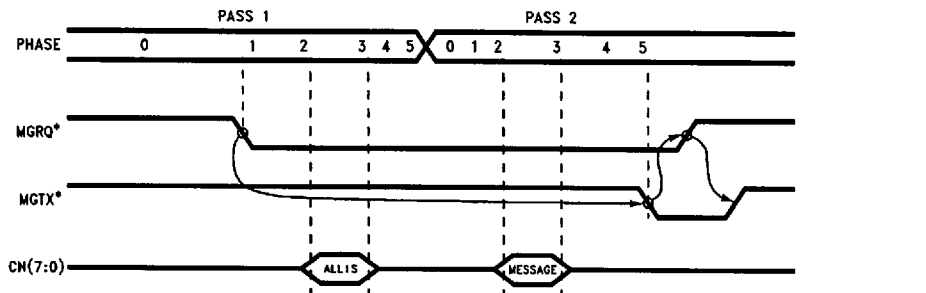 PASS 1 PASS 2
PHASE 0 1 2 3 4 5 0 1 2 3 4 5
MGRQ*
MGTX*
CN(7:0) ALL1S MESSAGE